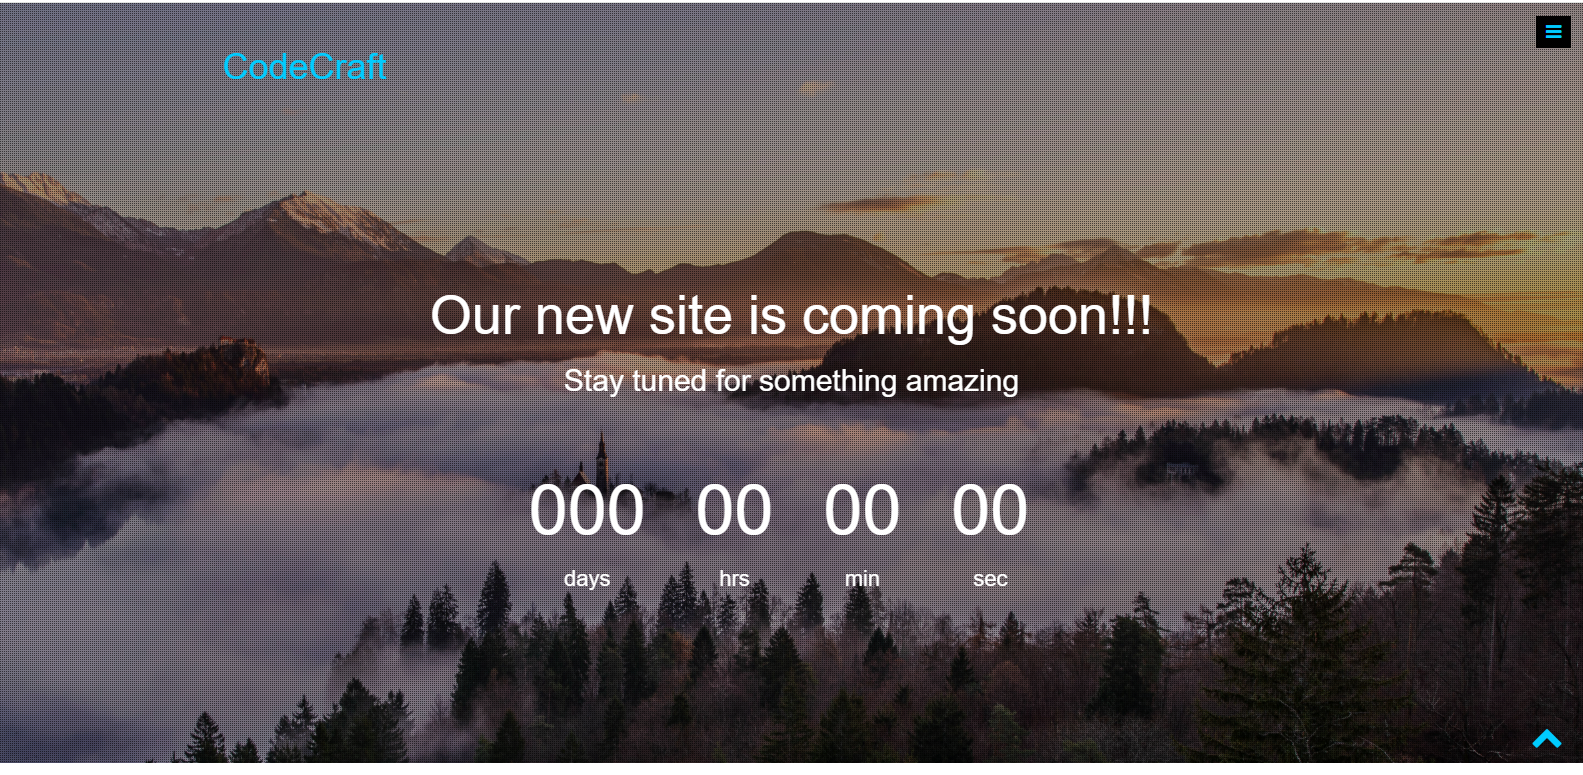 CodeCraft
Our new site is coming soon!!!
Stay tuned for something amazing
000 00 00 00
days hrs min sec